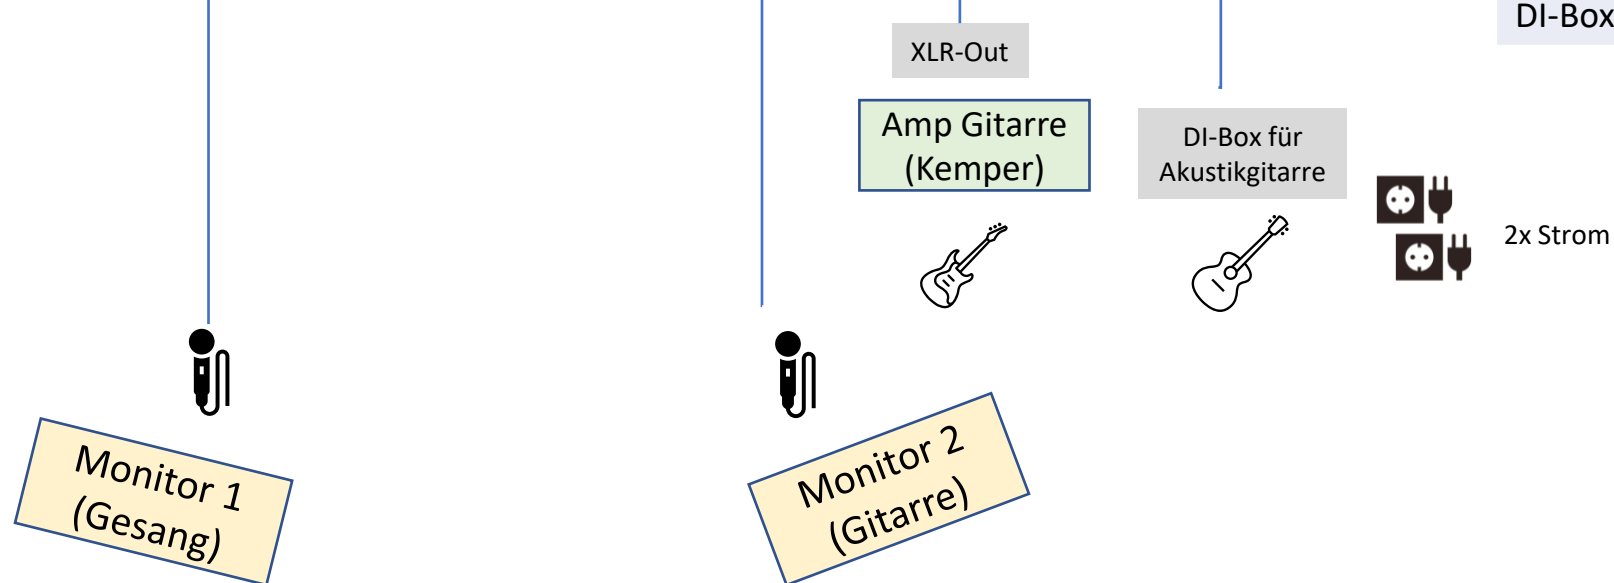 DI-Box
XLR-Out
Amp Gitarre
(Kemper)
DI-Box für
Akustikgitarre
2x Strom
Monitor 1
(Gesang)
Monitor 2
(Gitarre)